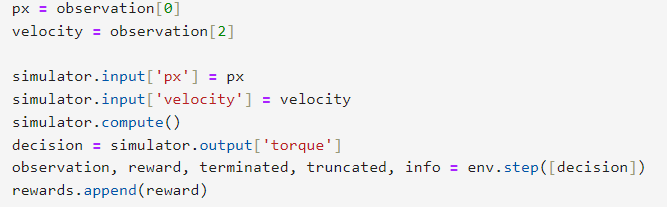 px = observation[0]
velocity = observation[2]
simulator.input['px'] = px
simulator.input['velocity'] = velocity
simulator.compute()
decision = simulator.output['torque']
observation, reward, terminated, truncated, info = env.step([decision])
rewards.append(reward)